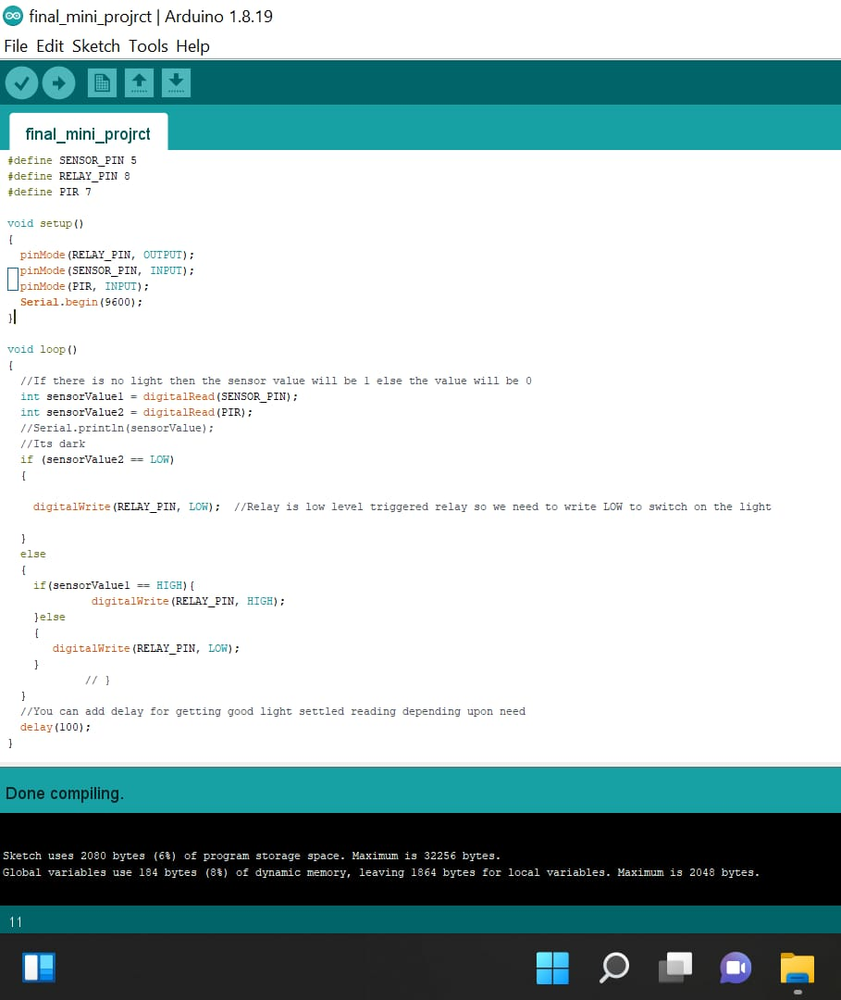 final_mini_projrct | Arduino 1.8.19
File Edit Sketch Tools Help
final_mini_projrct
#define SENSOR_PIN 5
#define RELAY_PIN 8
#define PIR 7
void setup()
{
pinMode(RELAY_PIN, OUTPUT);
pinMode(SENSOR_PIN, INPUT);
pinMode(PIR, INPUT);
Serial.begin(9600);
}
void loop()
{
//If there is no light then the sensor value will be 1 else the value will be 0
int sensorValue1 = digitalRead(SENSOR_PIN);
int sensorValue2 = digitalRead(PIR);
//Serial.println(sensorValue);
//Its dark
if (sensorValue2 == LOW)
{
digitalWrite(RELAY_PIN, LOW);  //Relay is low level triggered relay so we need to write LOW to switch on the light
}
else
{
if(sensorValue1 == HIGH){
digitalWrite(RELAY_PIN, HIGH);
}else
{
digitalWrite(RELAY_PIN, LOW);
}
// }
}
//You can add delay for getting good light settled reading depending upon need
delay(100);
}
Done compiling.
Sketch uses 2080 bytes (6%) of program storage space. Maximum is 32256 bytes.
Global variables use 184 bytes (8%) of dynamic memory, leaving 1864 bytes for local variables. Maximum is 2048 bytes.
11